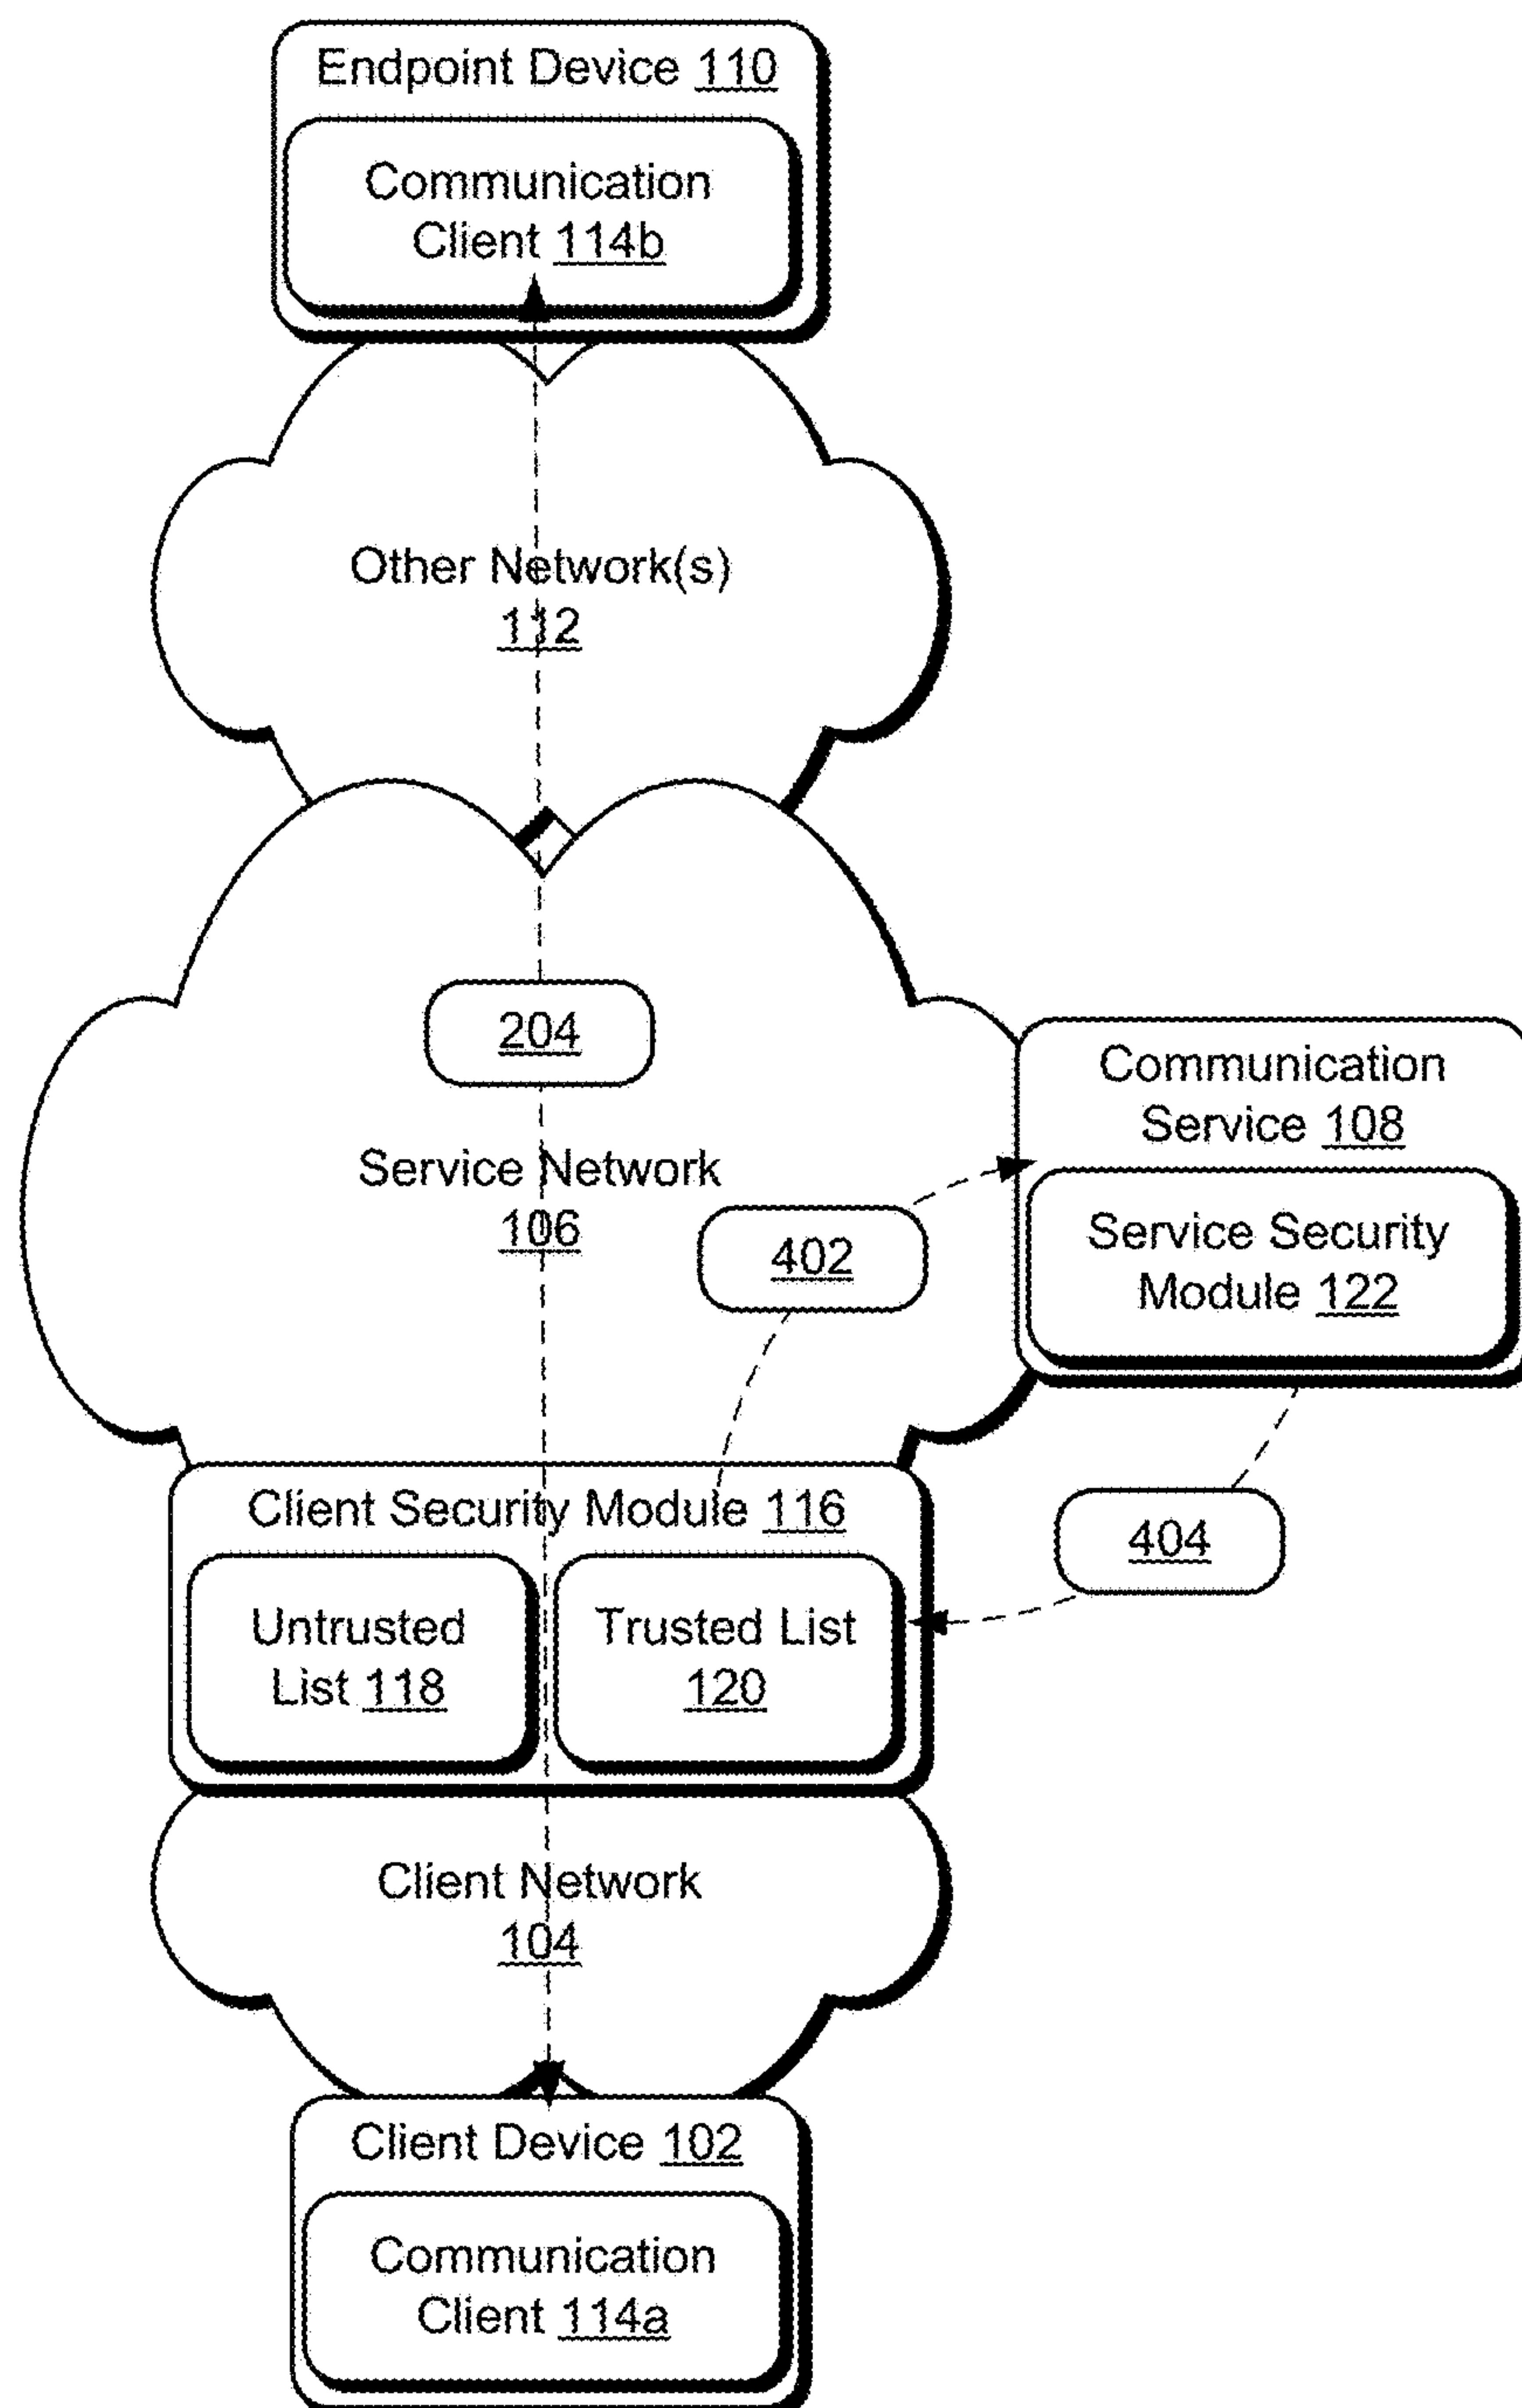 Endpoint Device 110
Communication
Client 114b
Other Network(s)
112
204
Service Network
106
Communication
Service 108
402
Service Security
Module 122
Client Security Module 116
404
Untrusted
List 118
Trusted List
120
Client Network
104
Client Device 102
Communication
Client 114a